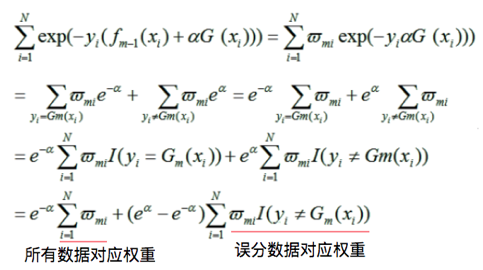 $$\sum_{i=1}^{N} \exp(-y_i(f_{m-1}(x_i)+\alpha G\ (x_i))) = \sum_{i=1}^{N} \varpi_{mi} \exp(-y_i \alpha G\ (x_i)))$$
$$= \sum_{y_i=Gm(x_i)} \varpi_{mi} e^{-\alpha} + \sum_{y_i \neq Gm(x_i)} \varpi_{mi} e^{\alpha} = e^{-\alpha} \sum_{y_i=Gm(x_i)} \varpi_{mi} + e^{\alpha} \sum_{y_i \neq Gm(x_i)} \varpi_{mi}$$
$$= e^{-\alpha} \sum_{i=1}^{N} \varpi_{mi} I(y_i = G_m(x_i)) + e^{\alpha} \sum_{i=1}^{N} \varpi_{mi} I(y_i \neq Gm(x_i))$$
$$= e^{-\alpha} \sum_{i=1}^{N} \varpi_{mi} + (e^{\alpha} - e^{-\alpha}) \sum_{i=1}^{N} \varpi_{mi} I(y_i \neq G_m(x_i))$$
所有数据对应权重 误分数据对应权重